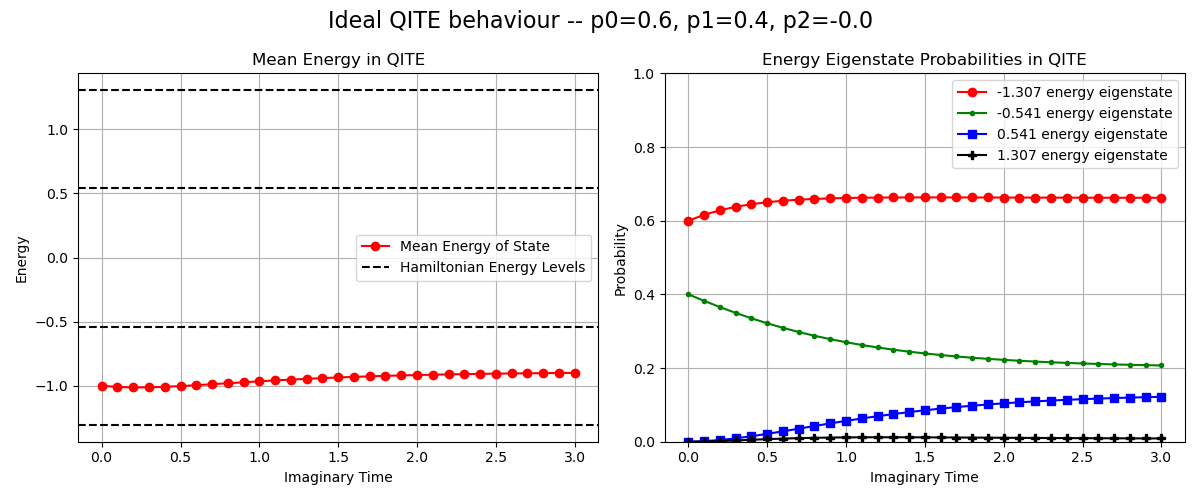 Ideal QITE behaviour -- p0=0.6, p1=0.4, p2=-0.0
Mean Energy in QITE
Energy
1.0
0.5
0.0
−0.5
−1.0
Mean Energy of State
Hamiltonian Energy Levels
0.0 0.5 1.0 1.5 2.0 2.5 3.0
Imaginary Time
Energy Eigenstate Probabilities in QITE
Probability
1.0
0.8
0.6
0.4
0.2
0.0
-1.307 energy eigenstate
-0.541 energy eigenstate
0.541 energy eigenstate
1.307 energy eigenstate
0.0 0.5 1.0 1.5 2.0 2.5 3.0
Imaginary Time